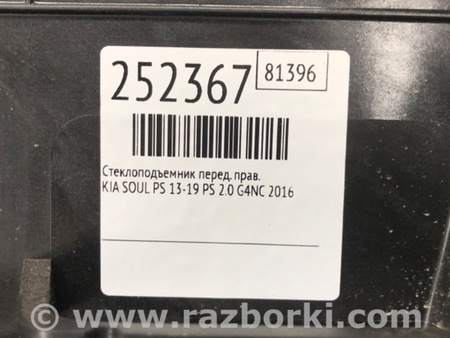 252367
81396
Стеклоподъемник перед. прав.
KIA SOUL PS 13-19 PS 2.0 G4NC 2016
www.razborki.com